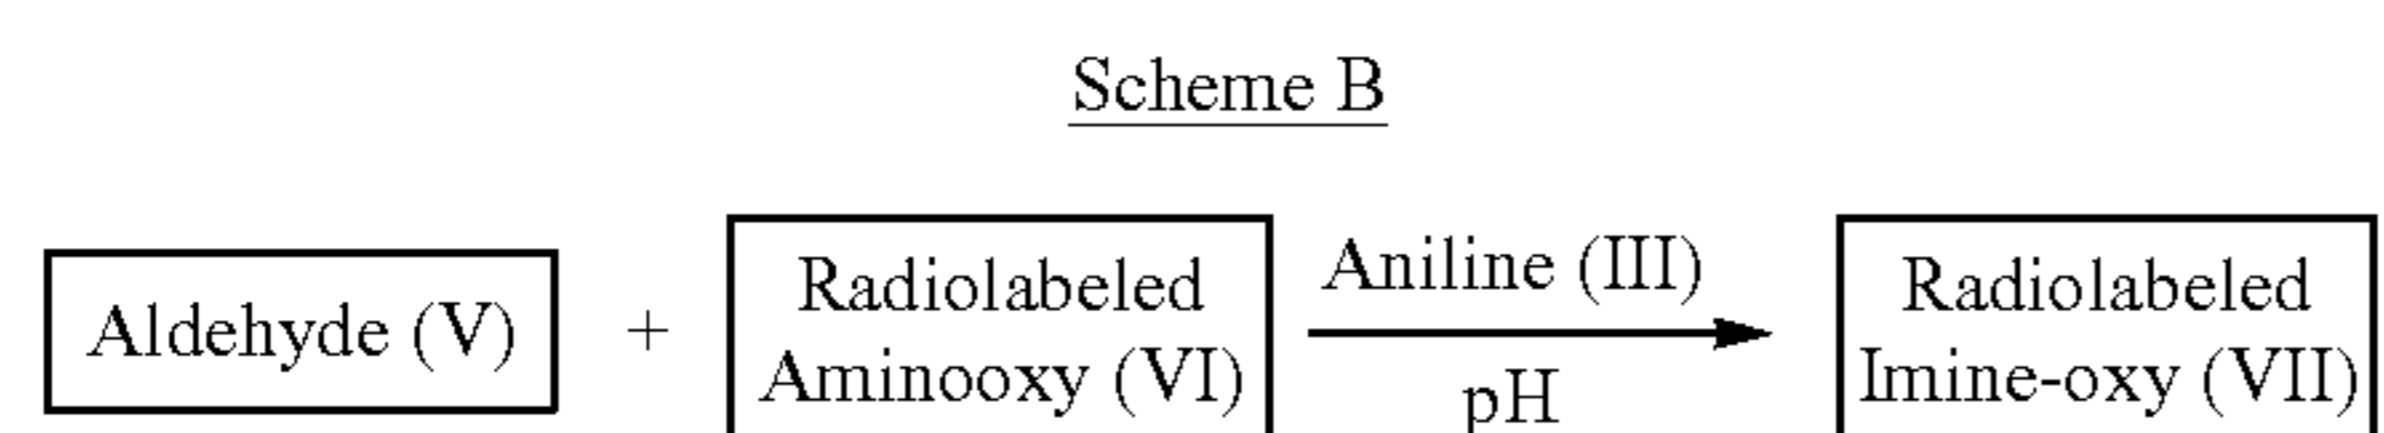 Scheme B
Aldehyde (V)
+
Radiolabeled
Aminooxy (VI)
Aniline (III)
pH
Radiolabeled
Imine-oxy (VII)